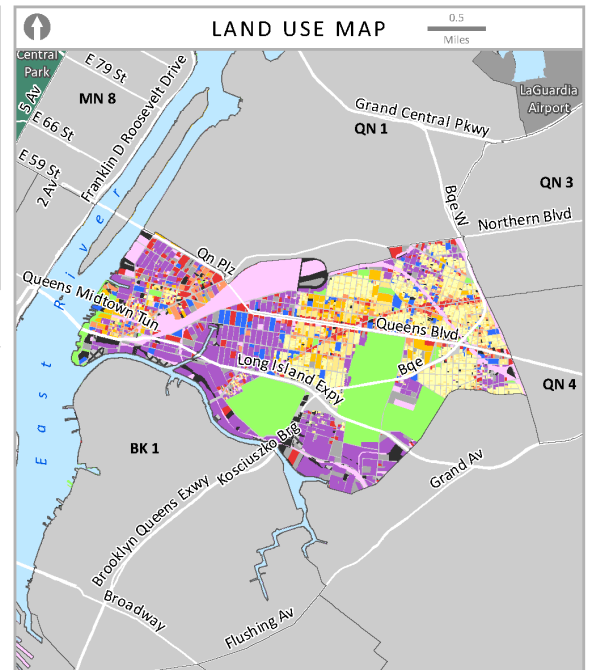 LAND USE MAP
0.5
Miles
Central
Park
E 79 St
5 Av
MN 8
Franklin D Roosevelt Drive
E 66 St
E 59 St
2 Av
LaGuardia
Airport
Grand Central Pkwy
QN 1
QN 3
Bqe W
Northern Blvd
East River
Qn Plz
Queens Midtown Tun
Queens Blvd
Long Island Expy
Bqe
QN 4
BK 1
Kosciuszko Brg
Grand Av
Brooklyn Queens Exwy
Broadway
Flushing Av